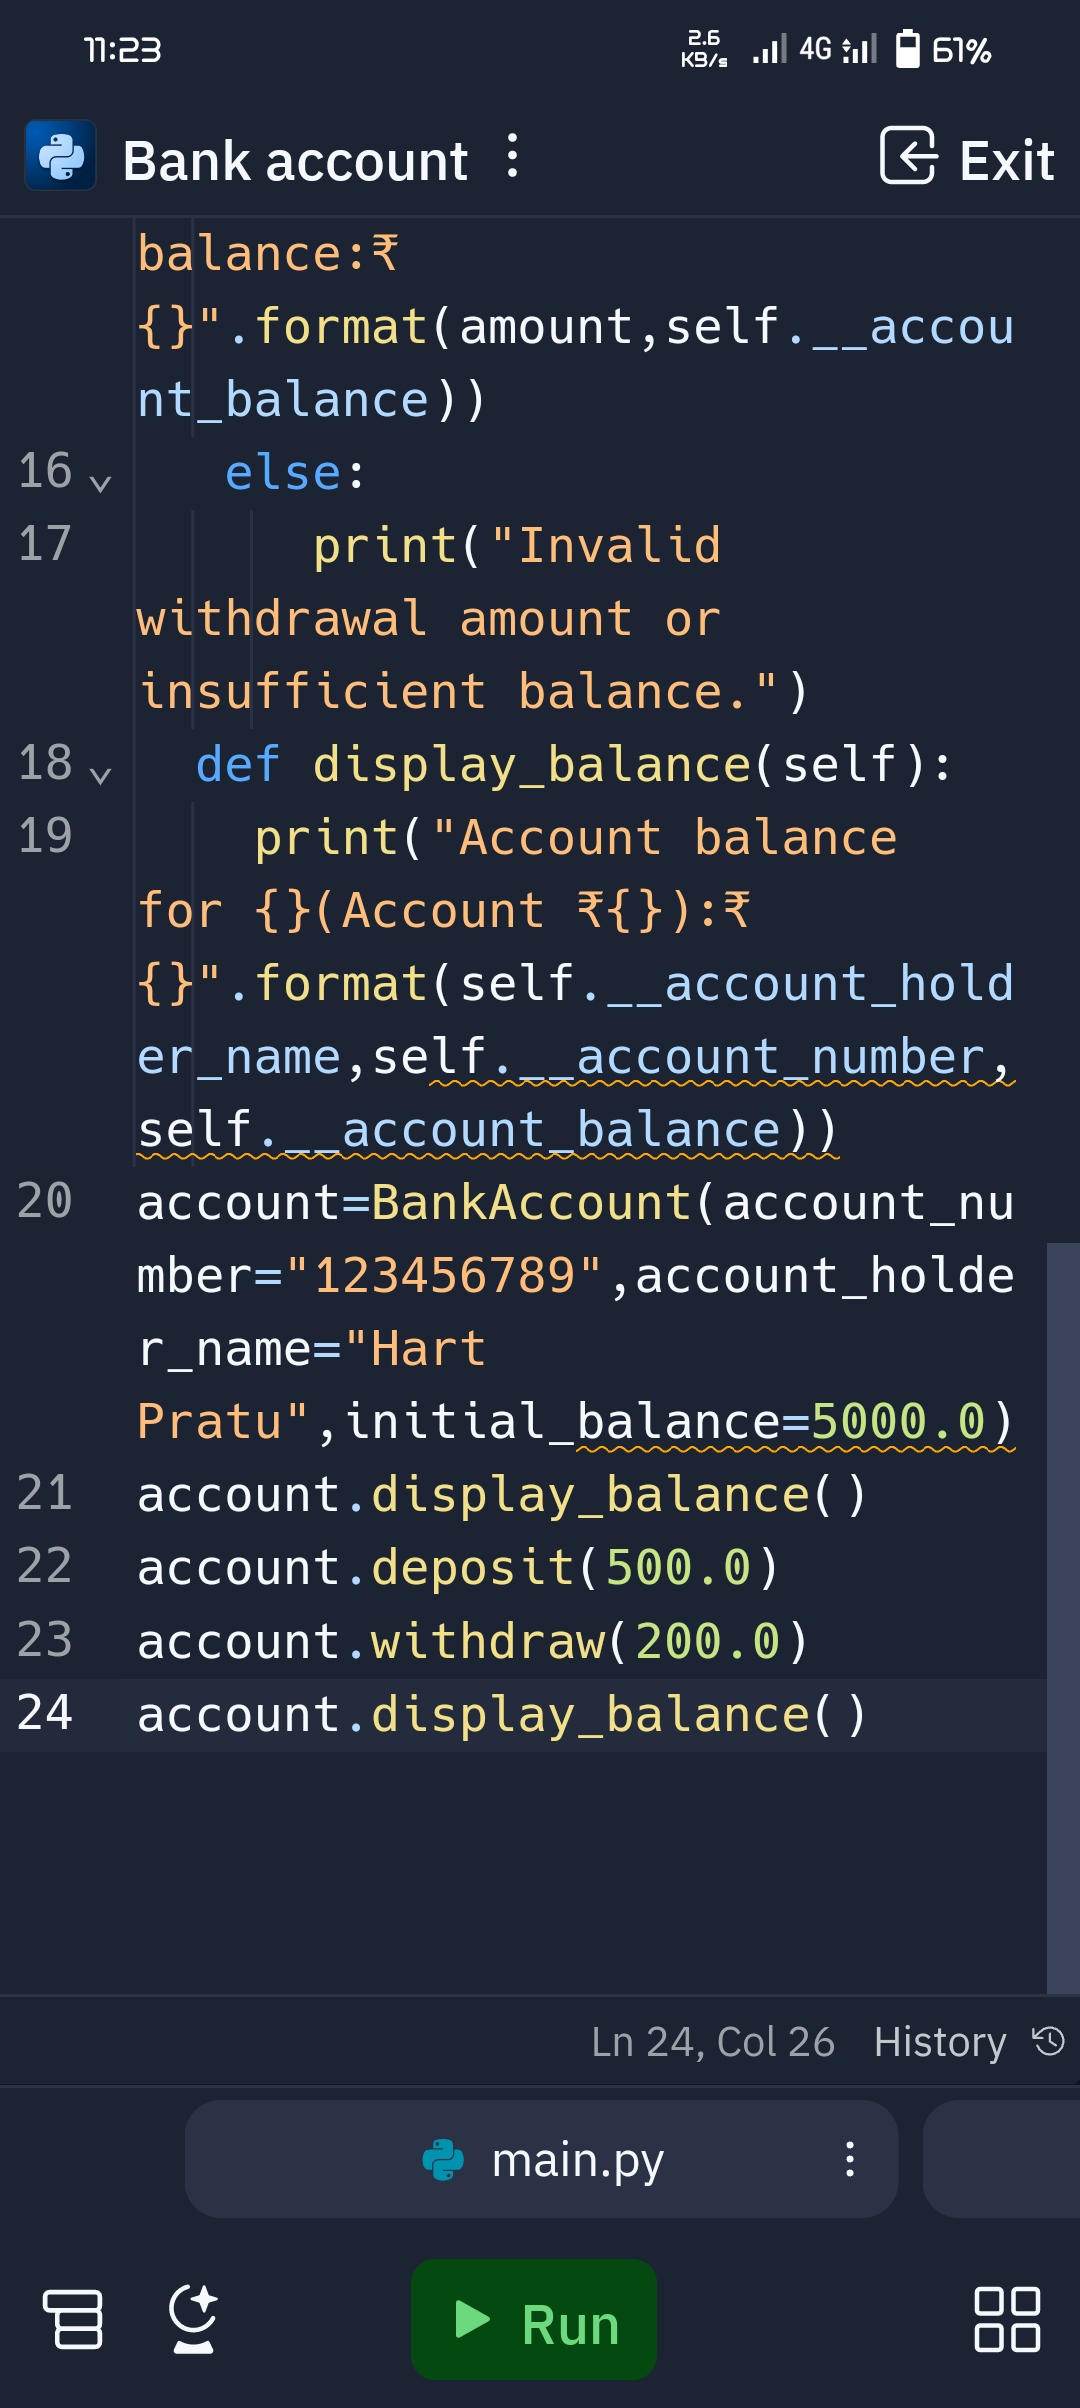 11:23
2.6
KB/s
4G
61%
Bank account
Exit
balance:₹
{}".format(amount,self.__accou
nt_balance))
16
else:
17
print("Invalid
withdrawal amount or
insufficient balance.")
18
def display_balance(self):
19
print("Account balance
for {}(Account ₹{}):₹
{}".format(self.__account_hold
er_name,self.__account_number,
self.__account_balance))
20
account=BankAccount(account_nu
mber="123456789",account_holde
r_name="Hart
Pratu",initial_balance=5000.0)
21
account.display_balance()
22
account.deposit(500.0)
23
account.withdraw(200.0)
24
account.display_balance()
Ln 24, Col 26
History
main.py
Run